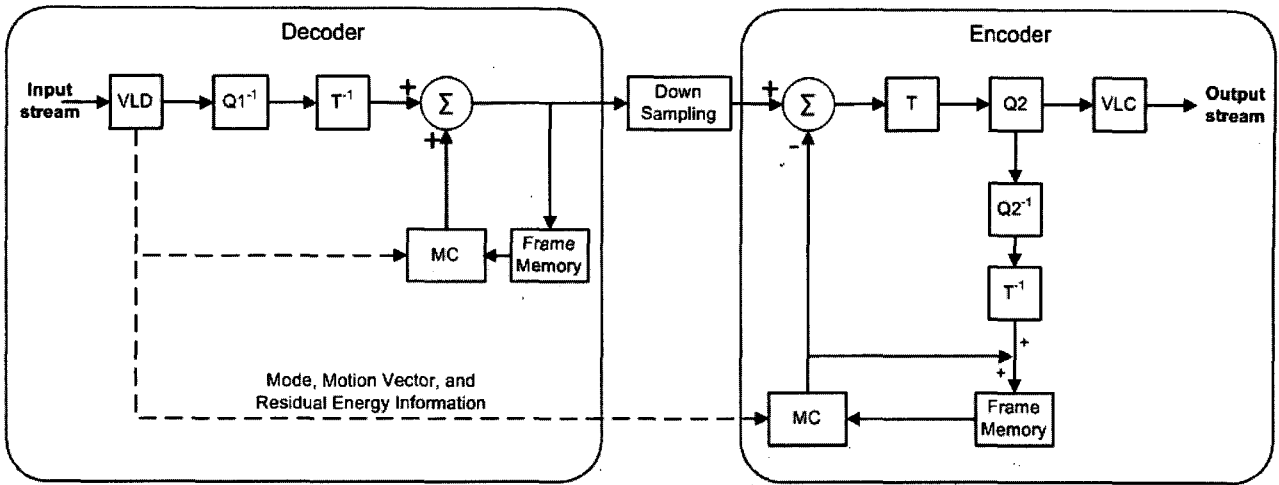 Decoder
Encoder
Input
stream
VLD
Q1⁻¹
T⁻¹
+
Σ
+
Down
Sampling
+
Σ
−
T
Q2
VLC
Output
stream
Q2⁻¹
MC
Frame
Memory
T⁻¹
+
+
Mode, Motion Vector, and
Residual Energy Information
MC
Frame
Memory